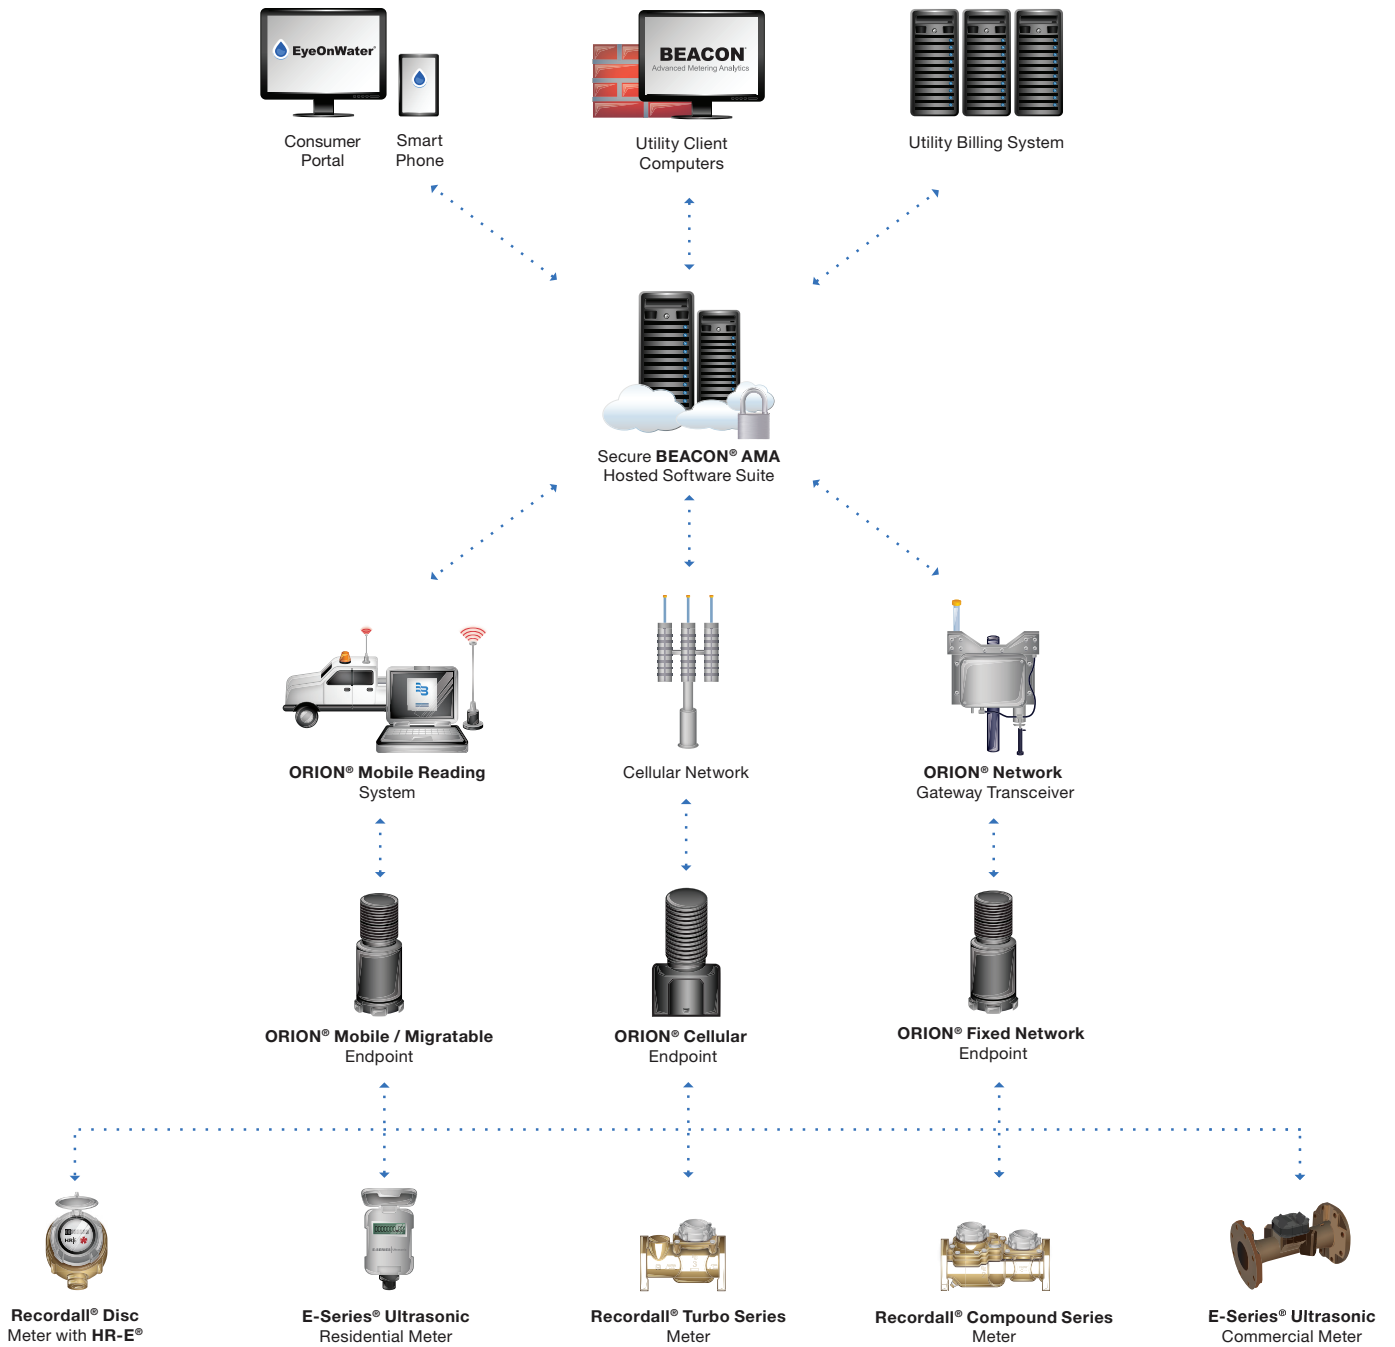 EyeOnWater®
BEACON®
Advanced Metering Analytics
Consumer
Portal
Smart
Phone
Utility Client
Computers
Utility Billing System
Secure BEACON® AMA
Hosted Software Suite
ORION® Mobile Reading
System
Cellular Network
ORION® Network
Gateway Transceiver
ORION® Mobile / Migratable
Endpoint
ORION® Cellular
Endpoint
ORION® Fixed Network
Endpoint
Recordall® Disc
Meter with HR-E®
E-Series® Ultrasonic
Residential Meter
Recordall® Turbo Series
Meter
Recordall® Compound Series
Meter
E-Series® Ultrasonic
Commercial Meter